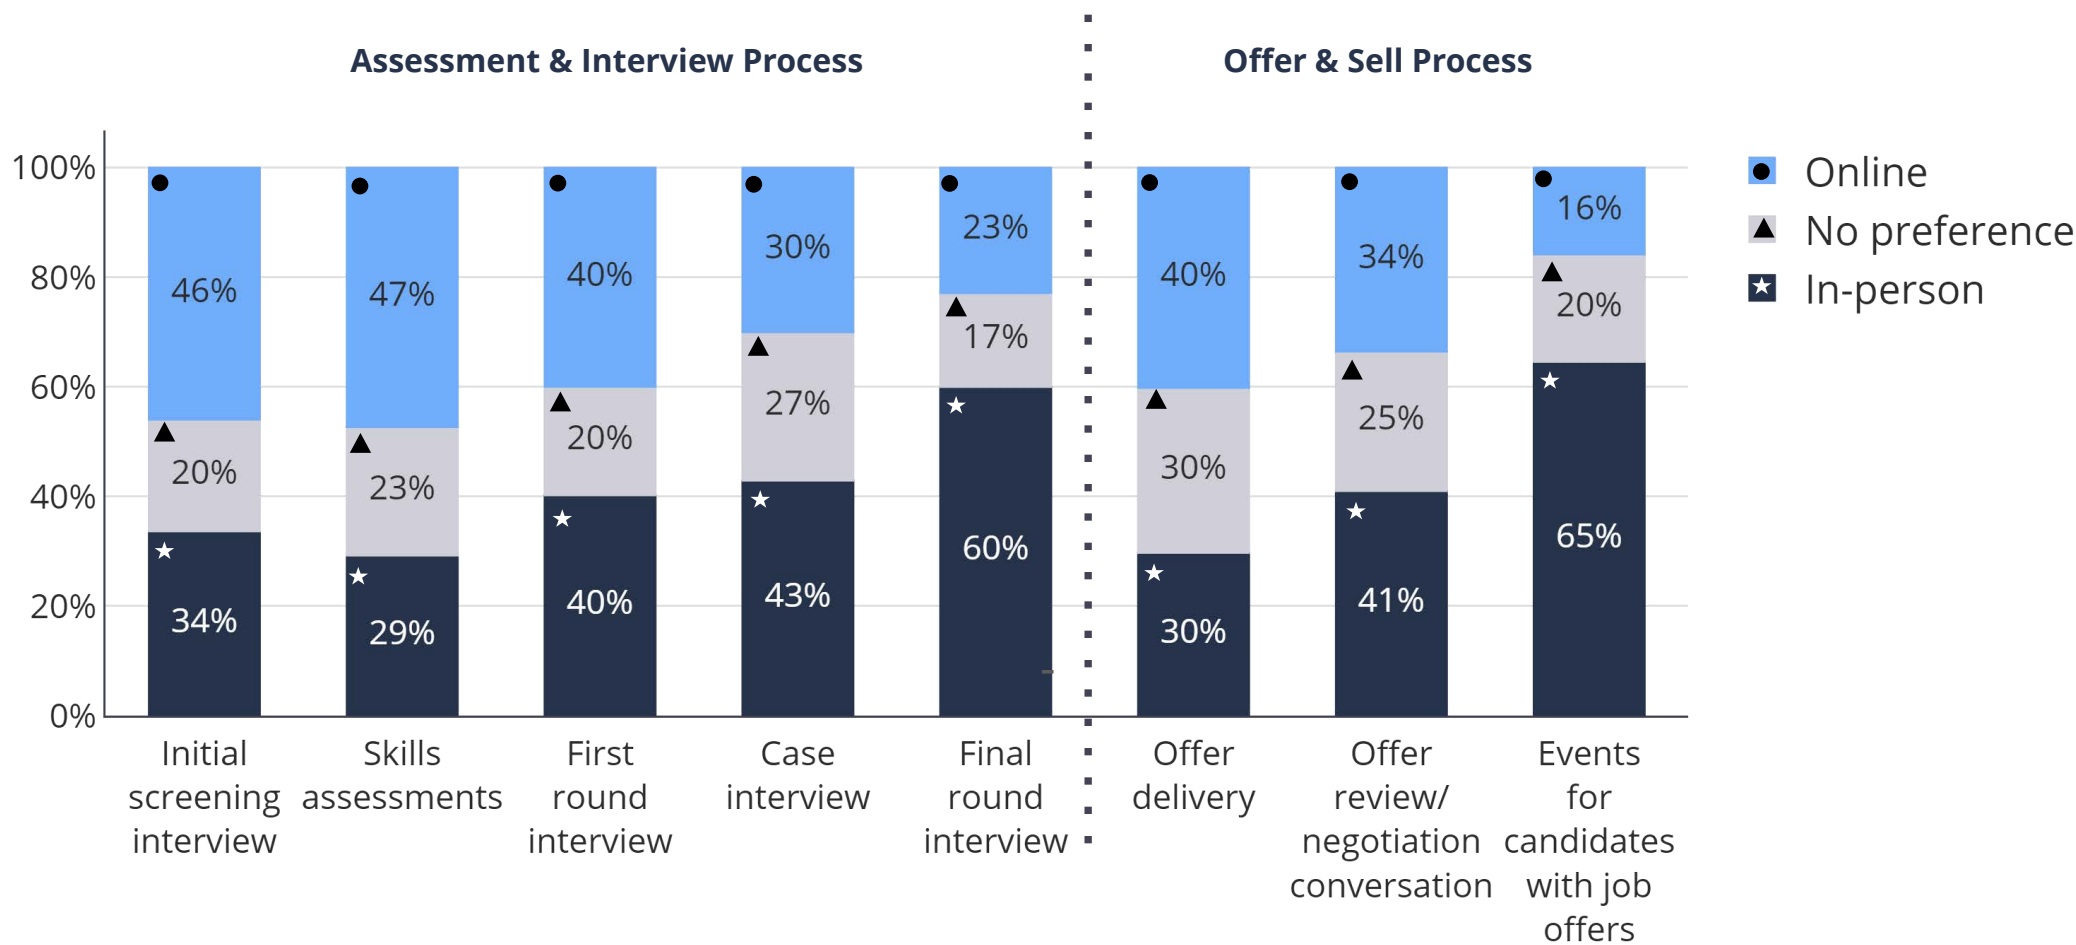 Assessment & Interview Process
Offer & Sell Process
100%
80%
60%
40%
20%
0%
46%
20%
34%
47%
23%
29%
40%
20%
40%
30%
27%
43%
23%
17%
60%
40%
30%
30%
34%
25%
41%
16%
20%
65%
Initial
screening
interview
Skills
assessments
First
round
interview
Case
interview
Final
round
interview
Offer
delivery
Offer
review/
negotiation
conversation
Events
for
candidates
with job
offers
Online
No preference
In-person